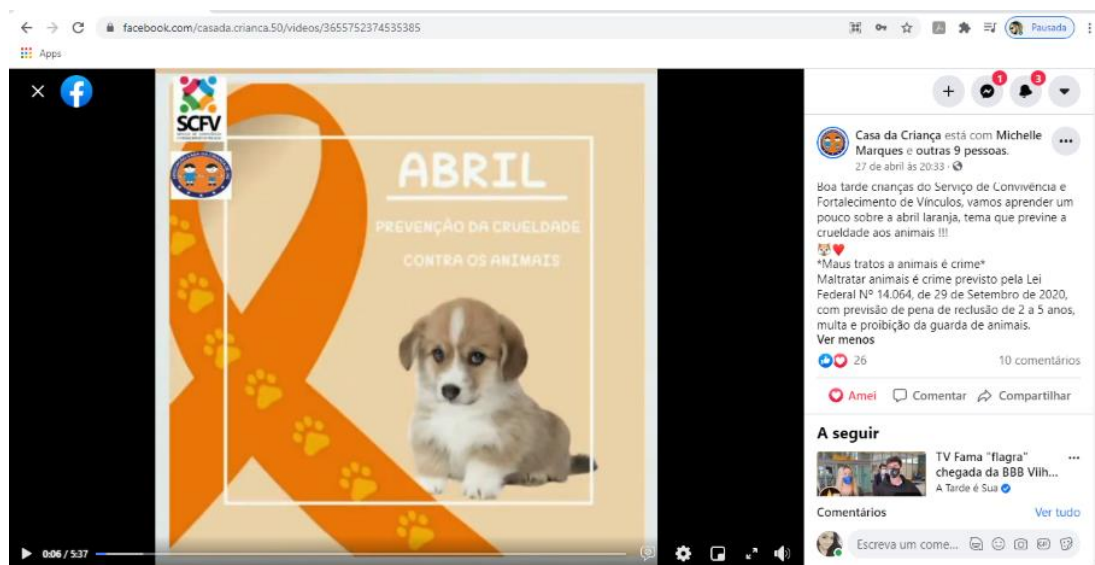 facebook.com/casada.crianca.50/videos/3655752374535385
Pausada
Apps
SCFV
ABRIL
PREVENÇÃO DA CRUELDADE
CONTRA OS ANIMAIS
0:06 / 5:37
1
3
Casa da Criança está com Michelle
Marques e outras 9 pessoas.
27 de abril às 20:33 ·
Boa tarde crianças do Serviço de Convivência e
Fortalecimento de Vínculos, vamos aprender um
pouco sobre a abril laranja, tema que previne a
crueldade aos animais !!!
*Maus tratos a animais é crime*
Maltratar animais é crime previsto pela Lei
Federal Nº 14.064, de 29 de Setembro de 2020,
com previsão de pena de reclusão de 2 a 5 anos,
multa e proibição da guarda de animais.
Ver menos
26
10 comentários
Amei Comentar Compartilhar
A seguir
TV Fama "flagra"
chegada da BBB Viih...
A Tarde é Sua
Comentários Ver tudo
Escreva um come...
GIF